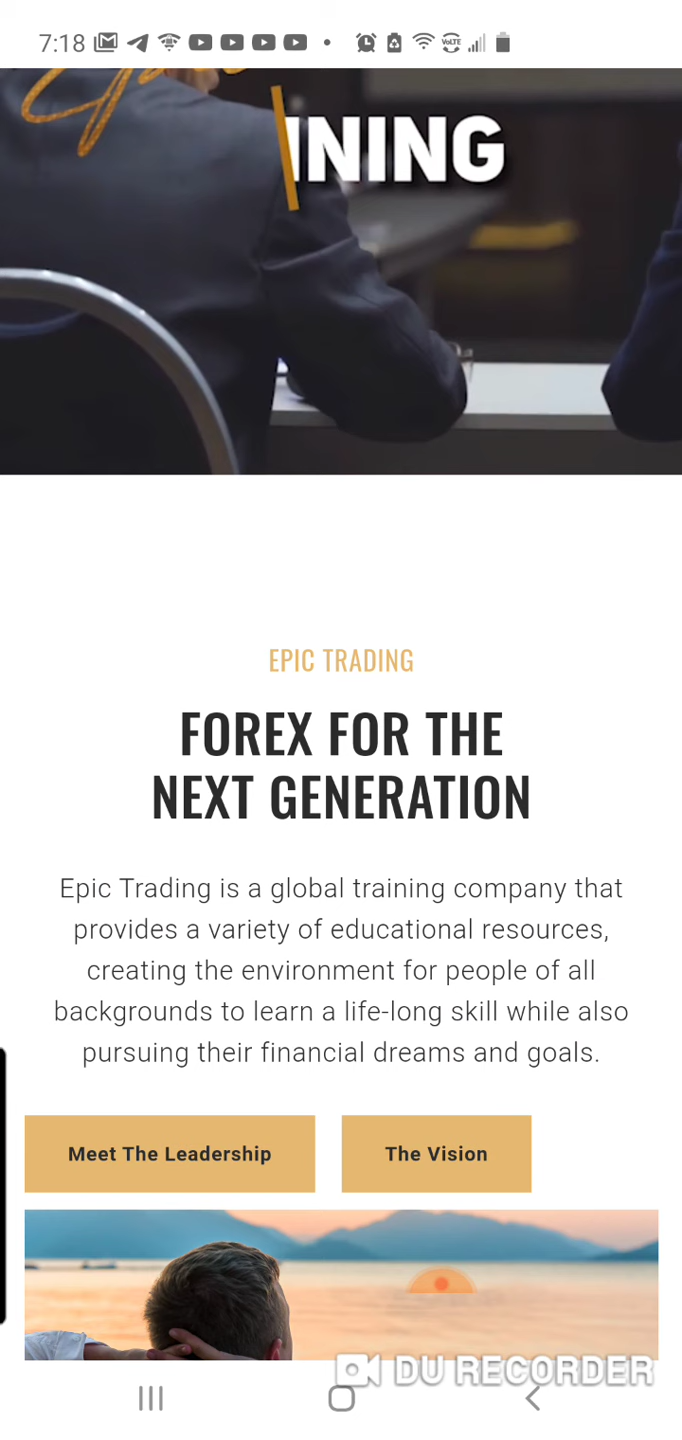 7:18
INING
EPIC TRADING
FOREX FOR THE
NEXT GENERATION
Epic Trading is a global training company that
provides a variety of educational resources,
creating the environment for people of all
backgrounds to learn a life-long skill while also
pursuing their financial dreams and goals.
Meet The Leadership
The Vision
DU RECORDER